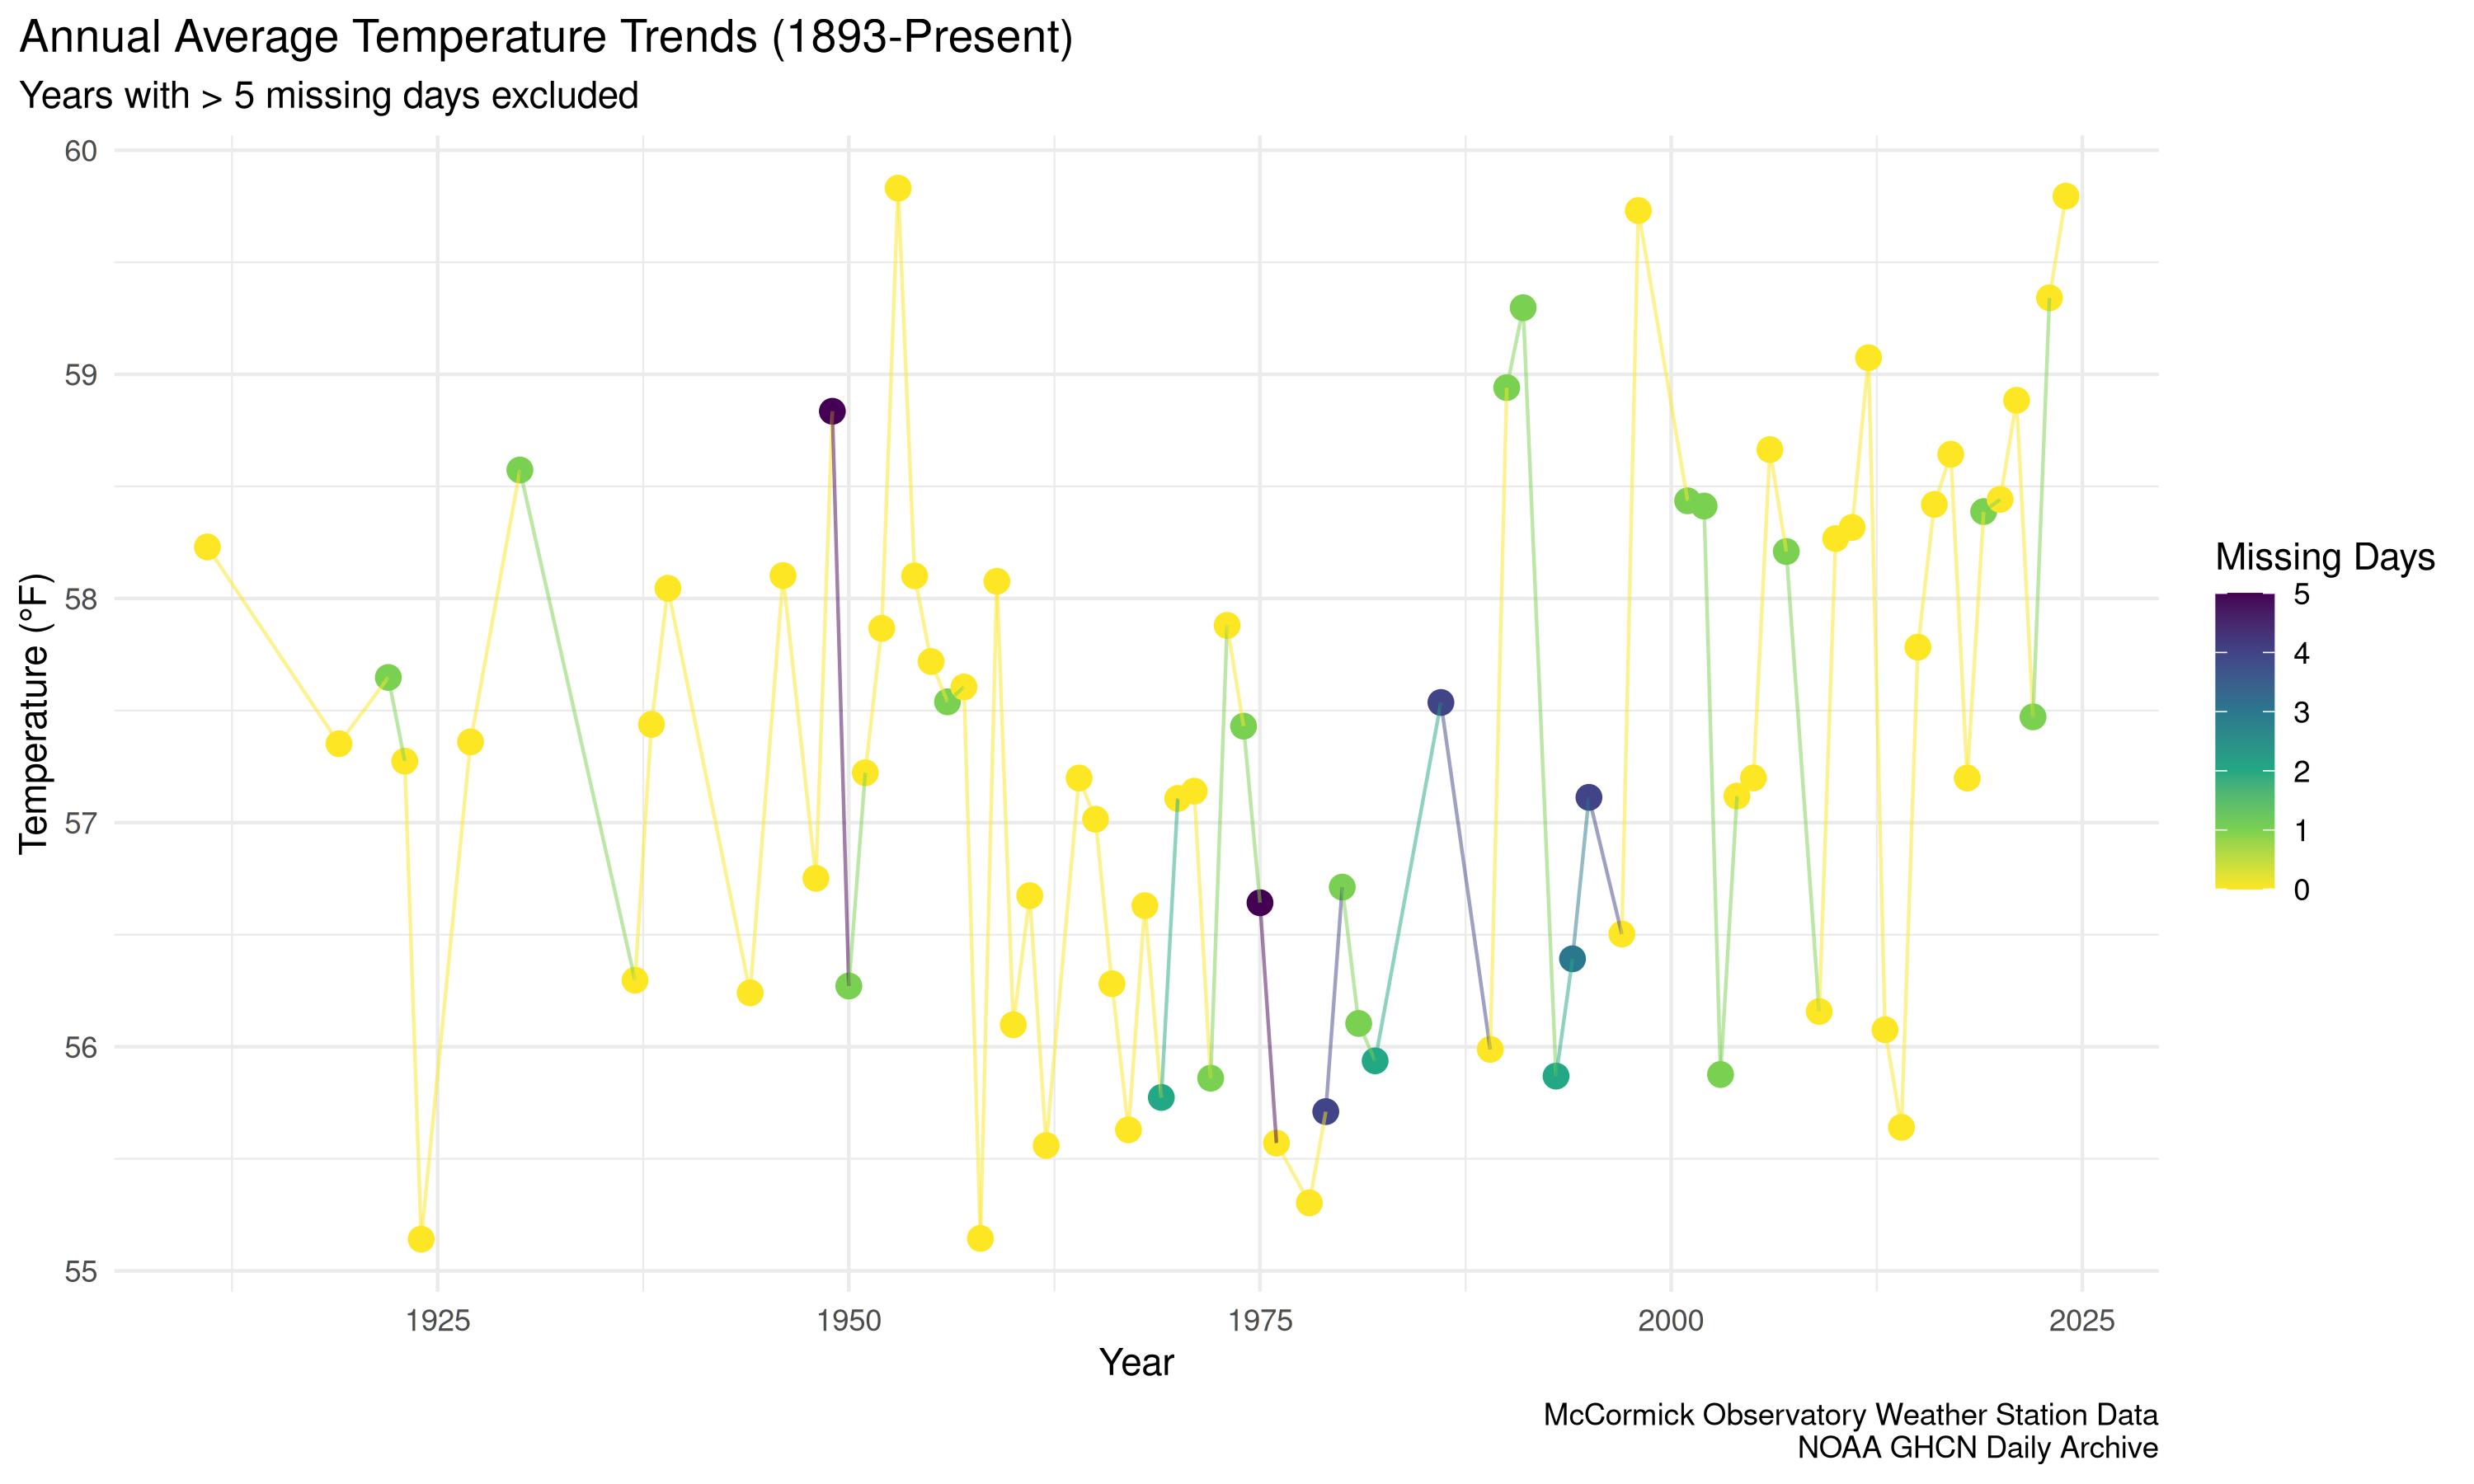 Annual Average Temperature Trends (1893-Present)
Years with > 5 missing days excluded
60
59
58
57
56
55
Temperature (°F)
1925 1950 1975 2000 2025
Year
Missing Days
5
4
3
2
1
0
McCormick Observatory Weather Station Data
NOAA GHCN Daily Archive